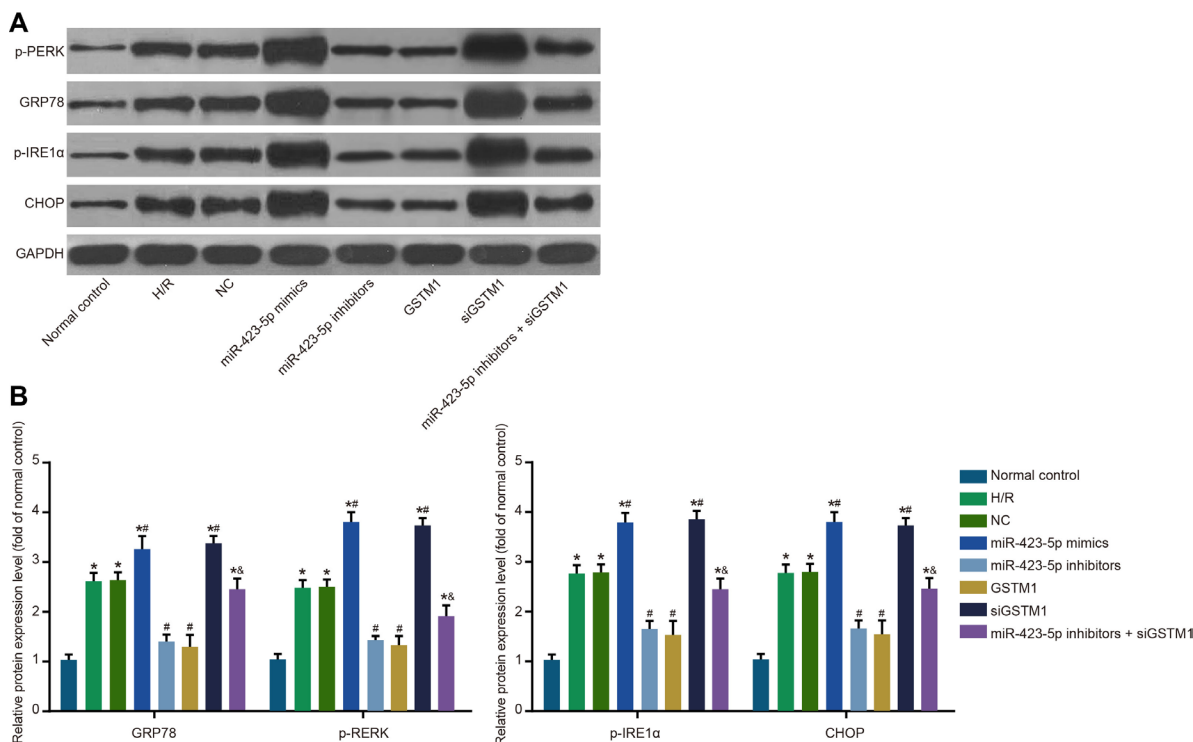 A
p-PERK
GRP78
p-IRE1α
CHOP
GAPDH
Normal control
H/R
NC
miR-423-5p mimics
miR-423-5p inhibitors
GSTM1
siGSTM1
miR-423-5p inhibitors + siGSTM1
B
Relative protein expression level (fold of normal control)
5
4
3
2
1
0
* * *# # # *# *&
* * *# # # *# *&
GRP78
p-RERK
Relative protein expression level (fold of normal control)
5
4
3
2
1
0
* * *# # # *# *&
* * *# # # *# *&
p-IRE1α
CHOP
Normal control
H/R
NC
miR-423-5p mimics
miR-423-5p inhibitors
GSTM1
siGSTM1
miR-423-5p inhibitors + siGSTM1